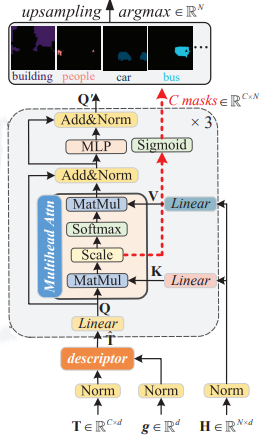 upsampling argmax ∈ ℝ^N
building people car bus ...
Q′ C masks ∈ ℝ^{C×N}
Add&Norm × 3
MLP Sigmoid
Add&Norm
Multihead Attn
MatMul V Linear
Softmax
Scale
MatMul K Linear
Q
Linear
T̂
descriptor
Norm Norm Norm
T ∈ ℝ^{C×d} g ∈ ℝ^d H ∈ ℝ^{N×d}